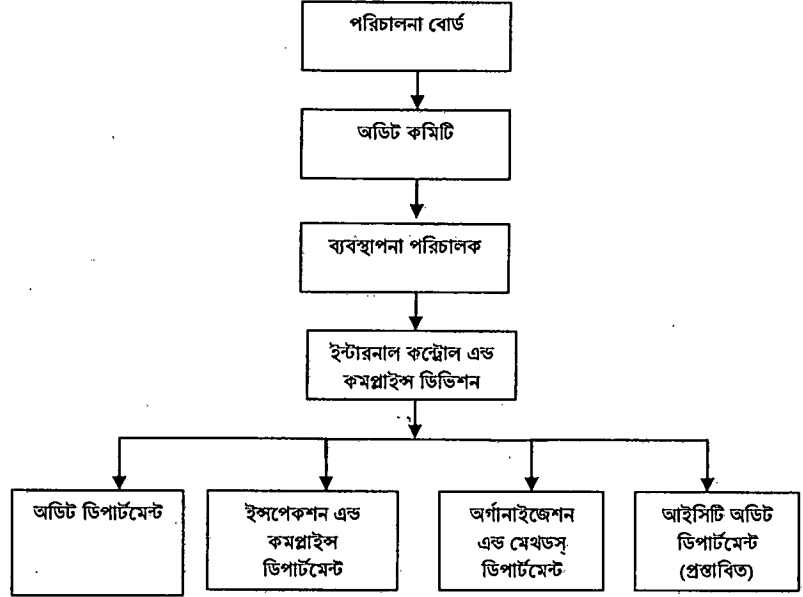 পরিচালনা বোর্ড
অডিট কমিটি
ব্যবস্থাপনা পরিচালক
ইন্টারনাল কন্ট্রোল এন্ড
কমপ্লাইন্স ডিভিশন
অডিট ডিপার্টমেন্ট
ইন্সপেকশন এন্ড
কমপ্লাইন্স
ডিপার্টমেন্ট
অর্গানাইজেশন
এন্ড মেথডস্
ডিপার্টমেন্ট
আইসিটি অডিট
ডিপার্টমেন্ট
(প্রস্তাবিত)